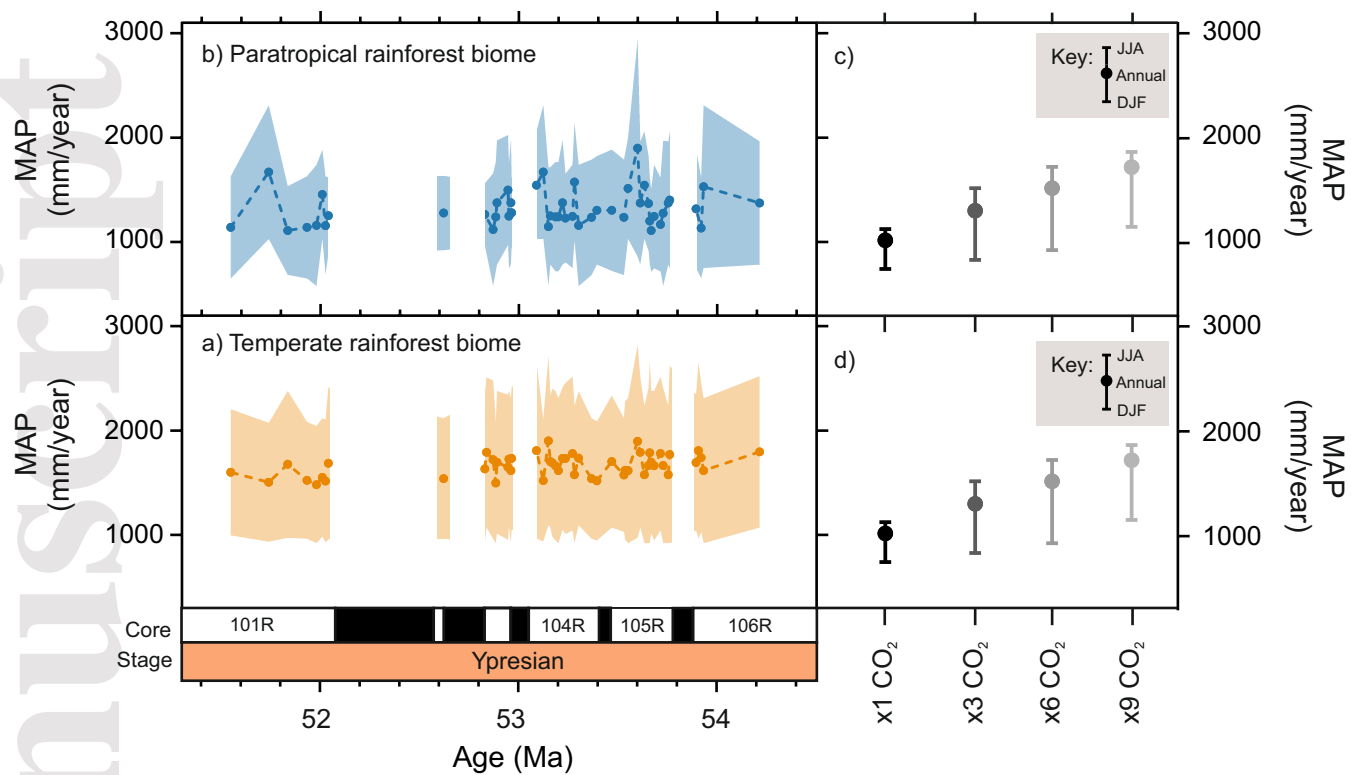 nuscript
3000
2000
1000
MAP
(mm/year)
b) Paratropical rainforest biome
c)
Key:
JJA
Annual
DJF
3000
2000
1000
MAP
(mm/year)
3000
2000
1000
MAP
(mm/year)
a) Temperate rainforest biome
d)
Key:
JJA
Annual
DJF
3000
2000
1000
MAP
(mm/year)
Core
101R
104R
105R
106R
Stage
Ypresian
52
53
54
Age (Ma)
x1 CO₂
x3 CO₂
x6 CO₂
x9 CO₂